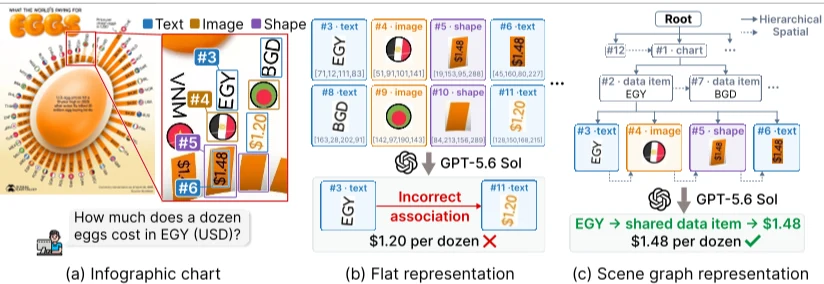 WHAT THE WORLD'S PAYING FOR
EGGS
Text Image Shape
#3
VNM
#4
EGY
BGD
#5
$1.20
$1.48
#6
How much does a dozen
eggs cost in EGY (USD)?
(a) Infographic chart
#3 · text
EGY
[71,12,111,83]
#4 · image
[51,91,101,141]
#5 · shape
$1.48
[19,153,95,288]
#6 · text
$1.48
[45,160,80,227]
#8 · text
BGD
[163,28,202,91]
#9 · image
[142,97,190,143]
#10 · shape
[84,213,156,289]
#11 · text
$1.20
[128,150,168,215]
...
GPT-5.6 Sol
#3 · text
EGY
Incorrect
association
#11 · text
$1.20
$1.20 per dozen
(b) Flat representation
Root
Hierarchical
Spatial
#12
#1 · chart
...
#2 · data item
EGY
#7 · data item
BGD
...
#3 · text
EGY
#4 · image
#5 · shape
$1.48
#6 · text
$1.48
GPT-5.6 Sol
EGY → shared data item → $1.48
$1.48 per dozen
(c) Scene graph representation